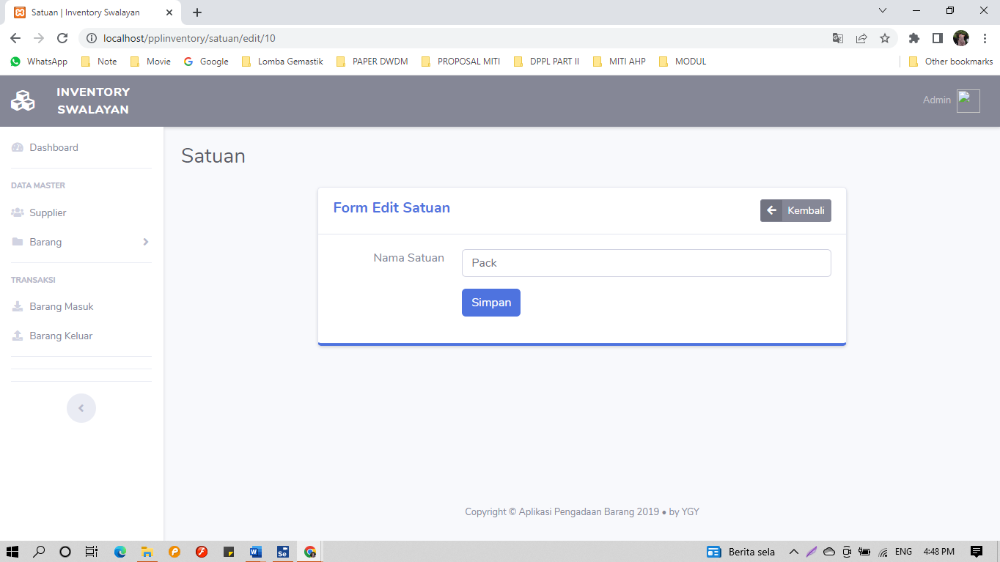 Satuan | Inventory Swalayan
localhost/pplinventory/satuan/edit/10
WhatsApp Note Movie Google Lomba Gemastik PAPER DWDM PROPOSAL MITI DPPL PART II MITI AHP MODUL Other bookmarks
INVENTORY
SWALAYAN
Admin
Dashboard
DATA MASTER
Supplier
Barang
TRANSAKSI
Barang Masuk
Barang Keluar
Satuan
Form Edit Satuan
Kembali
Nama Satuan
Pack
Simpan
Copyright © Aplikasi Pengadaan Barang 2019 • by YGY
Berita sela
ENG
4:48 PM